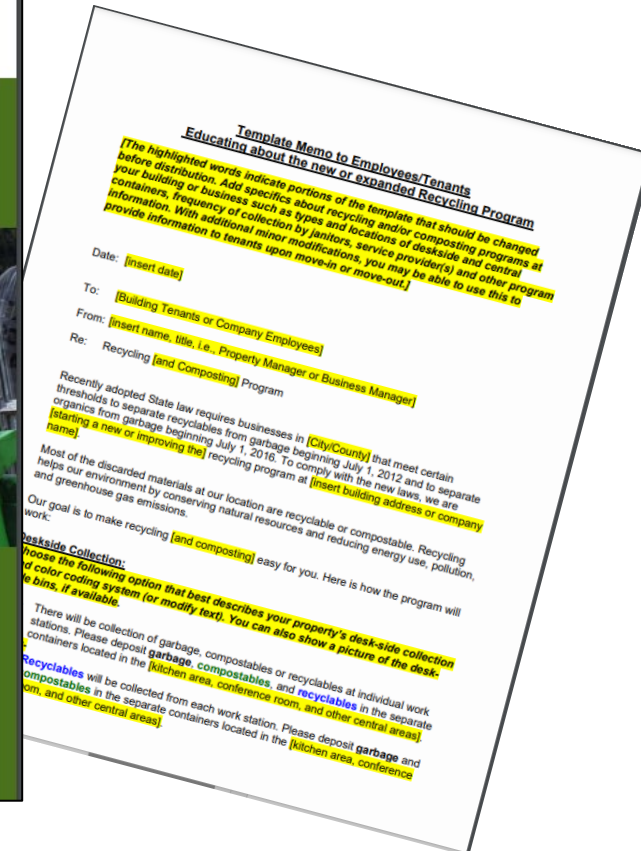 Template Memo to Employees/Tenants
Educating about the new or expanded Recycling Program
[The highlighted words indicate portions of the template that should be changed
before distribution. Add specifics about recycling and/or composting programs at
your building or business such as types and locations of deskside and central
containers, frequency of collection by janitors, service provider(s) and other program
information. With additional minor modifications, you may be able to use this to
provide information to tenants upon move-in or move-out.]
Date: [insert date]
To: [Building Tenants or Company Employees]
From: [insert name, title, i.e., Property Manager or Business Manager]
Re: Recycling [and Composting] Program
Recently adopted State law requires businesses in [City/County] that meet certain
thresholds to separate recyclables from garbage beginning July 1, 2012 and to separate
organics from garbage beginning July 1, 2016. To comply with the new laws, we are
[starting a new or improving the] recycling program at [insert building address or company
name].
Most of the discarded materials at our location are recyclable or compostable. Recycling
helps our environment by conserving natural resources and reducing energy use, pollution,
and greenhouse gas emissions.
Our goal is to make recycling [and composting] easy for you. Here is how the program will
work:
Deskside Collection:
hoose the following option that best describes your property's desk-side collection
d color coding system (or modify text). You can also show a picture of the desk-
le bins, if available.
There will be collection of garbage, compostables or recyclables at individual work
stations. Please deposit garbage, compostables, and recyclables in the separate
containers located in the [kitchen area, conference room, and other central areas].
Recyclables will be collected from each work station. Please deposit garbage and
ompostables in the separate containers located in the [kitchen area, conference
om, and other central areas].